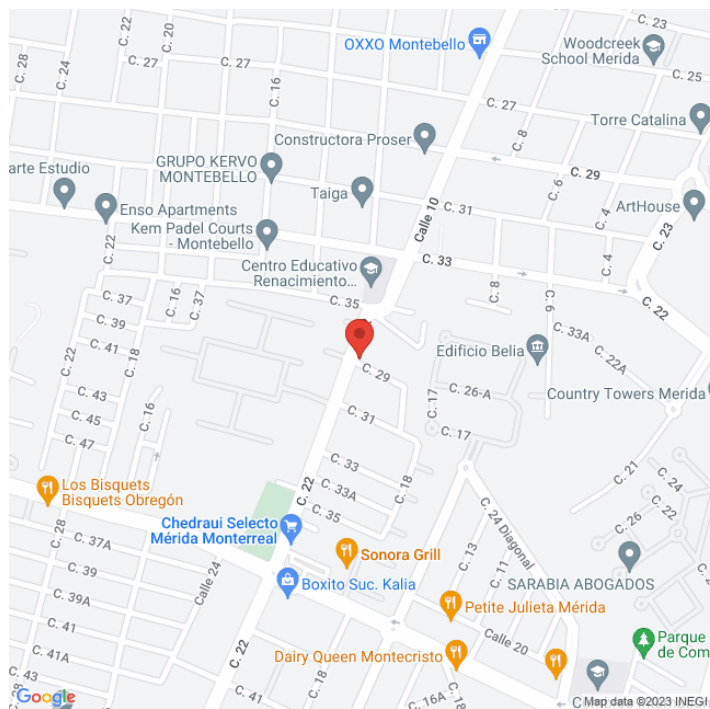 C. 22
C. 20
C. 23
C. 28
C. 24
C. 27
C. 16
OXXO Montebello
Woodcreek
School Merida
C. 27
C. 25
C. 27
C. 8
Torre Catalina
Constructora Proser
C. 29
GRUPO KERVO
MONTEBELLO
arte Estudio
Taiga
C. 6
C. 31
C. 4
ArtHouse
Calle 10
Enso Apartments
Kem Padel Courts
- Montebello
C. 22
C. 23
C. 33
C. 4
Centro Educativo
Renacimiento...
C. 37
C. 16
C. 37
C. 35
C. 8
C. 6
C. 22
C. 39
C. 41
C. 22
C. 18
C. 33A
C. 22A
Edificio Belia
C. 29
C. 26-A
Country Towers Merida
C. 43
C. 45
C. 47
C. 16
C. 31
C. 17
C. 17
C. 33
C. 18
C. 21
C. 24
C. 22
C. 26
Los Bisquets
Bisquets Obregón
C. 22
C. 33A
C. 35
C. 24 Diagonal
C. 28
C. 37A
Chedraui Selecto
Mérida Monterreal
Sonora Grill
C. 13
C. 11
SARABIA ABOGADOS
C. 39
Calle 24
Boxito Suc. Kalia
C. 39A
Petite Julieta Mérida
C. 41
Calle 20
Parque
de Com
C. 41A
C. 22
Dairy Queen Montecristo
C. 43
C. 41
C. 18
C. 16A
C. 18
C
Google
Map data ©2023 INEGI